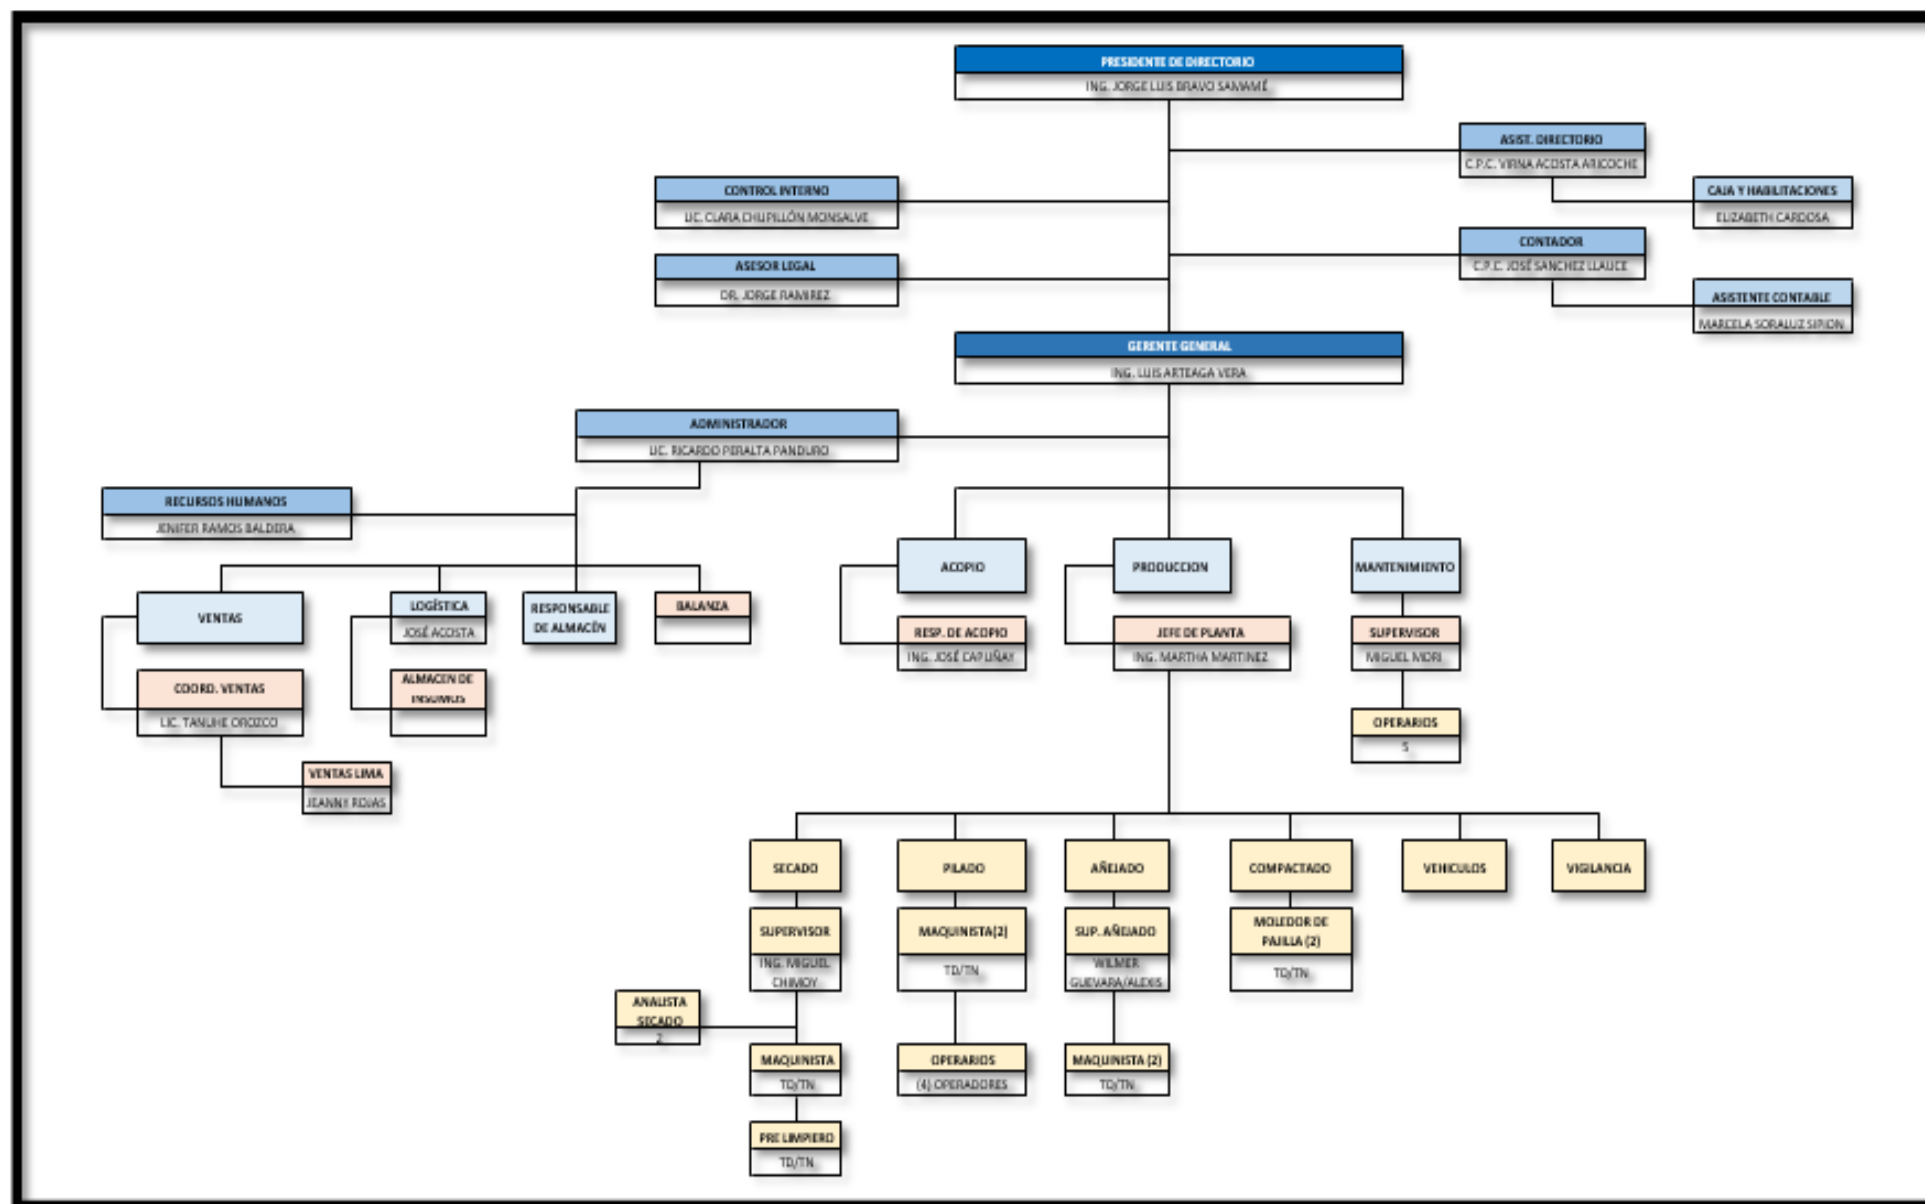 PRESIDENTE DE DIRECTORIO
ING. JORGE LUIS BRAVO SAMAMÉ
ASIST. DIRECTORIO
C.P.C. VIRNA ACOSTA ARICOCHE
CONTROL INTERNO
LIC. CLARA CHUPILLÓN MONSALVE
CAJA Y HABILITACIONES
ELIZABETH CARDOSA
CONTADOR
C.P.C. JOSÉ SANCHEZ LLAUCE
ASESOR LEGAL
DR. JORGE RAMIREZ
ASISTENTE CONTABLE
MARCELA SORALUZ SIPION
GERENTE GENERAL
ING. LUIS ARTEAGA VERA
ADMINISTRADOR
LIC. RICARDO PERALTA PANDURO
RECURSOS HUMANOS
JENIFER RAMOS BALDERA
ACOPIO
PRODUCCION
MANTENIMIENTO
VENTAS
LOGÍSTICA
JOSÉ ACOSTA
RESPONSABLE
DE ALMACÉN
BALANZA
RESP. DE ACOPIO
ING. JOSÉ CAPUÑAY
JEFE DE PLANTA
ING. MARTHA MARTINEZ
SUPERVISOR
MIGUEL MORI
COORD. VENTAS
LIC. TANUHE OROZCO
ALMACEN DE
INSUMOS
OPERARIOS
5
VENTAS LIMA
JEANNY ROJAS
SECADO
PILADO
AÑEJADO
COMPACTADO
VEHICULOS
VIGILANCIA
SUPERVISOR
ING. MIGUEL
CHIMOY
MAQUINISTA(2)
TD/TN
SUP. AÑEJADO
WILMER
GUEVARA/ALEXIS
MOLEDOR DE
PAJILLA (2)
TD/TN
ANALISTA
SECADO
2
MAQUINISTA
TD/TN
OPERARIOS
(4) OPERADORES
MAQUINISTA (2)
TD/TN
PRE LIMPIERO
TD/TN